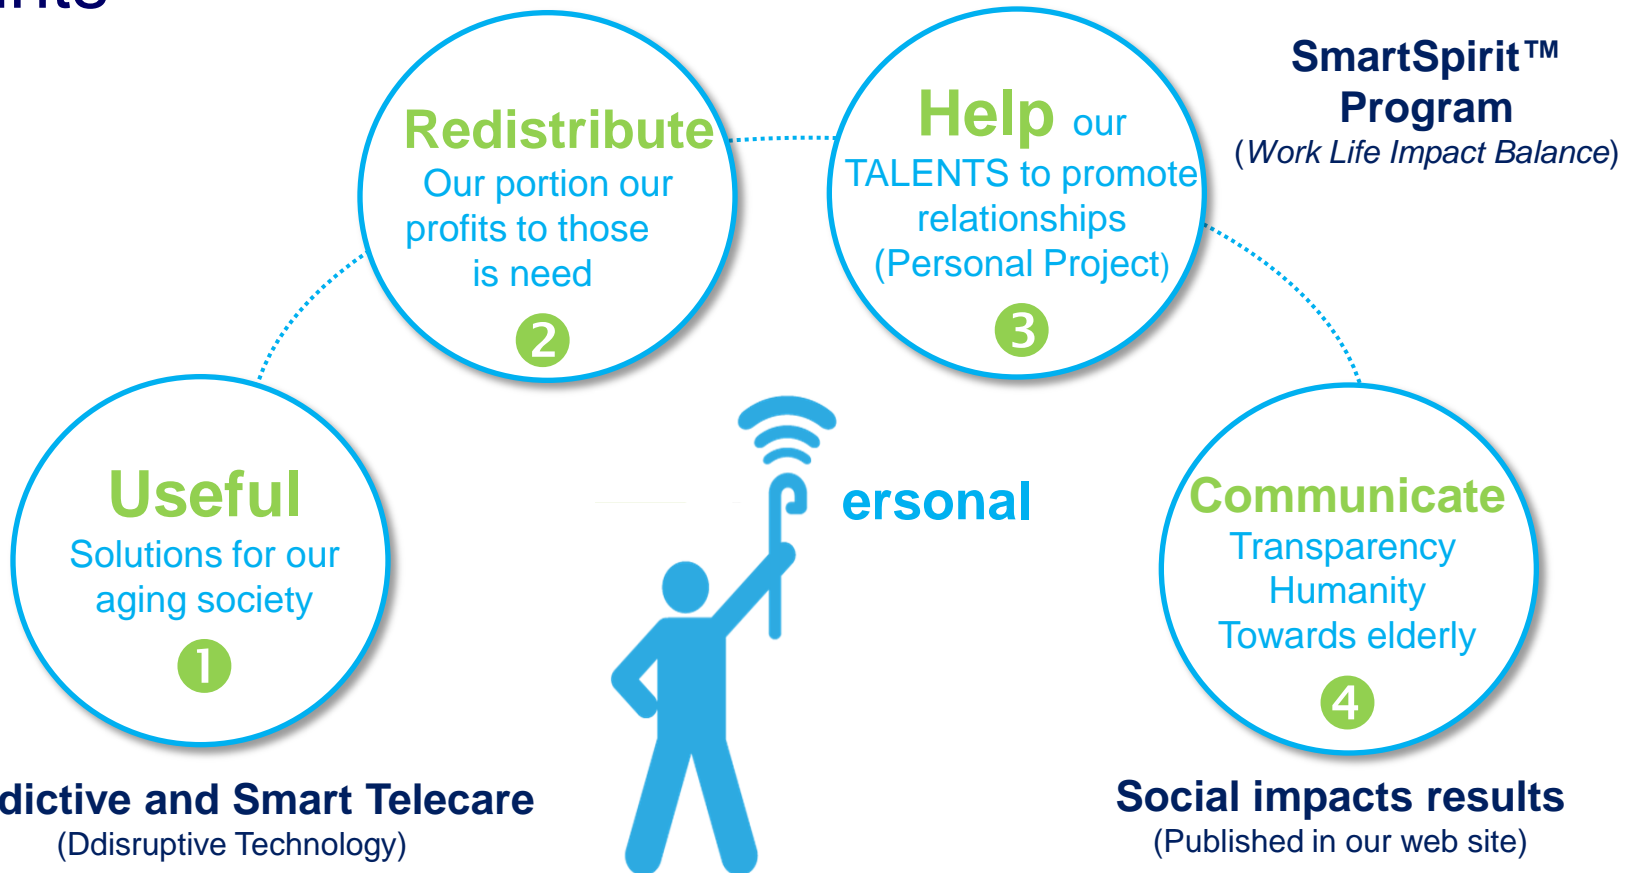 SmartSpirit™
Program
(Work Life Impact Balance)
Redistribute
Our portion our
profits to those
is need
2
Help our
TALENTS to promote
relationships
(Personal Project)
3
Useful
Solutions for our
aging society
1
ersonal
Communicate
Transparency
Humanity
Towards elderly
4
dictive and Smart Telecare
(Ddisruptive Technology)
Social impacts results
(Published in our web site)